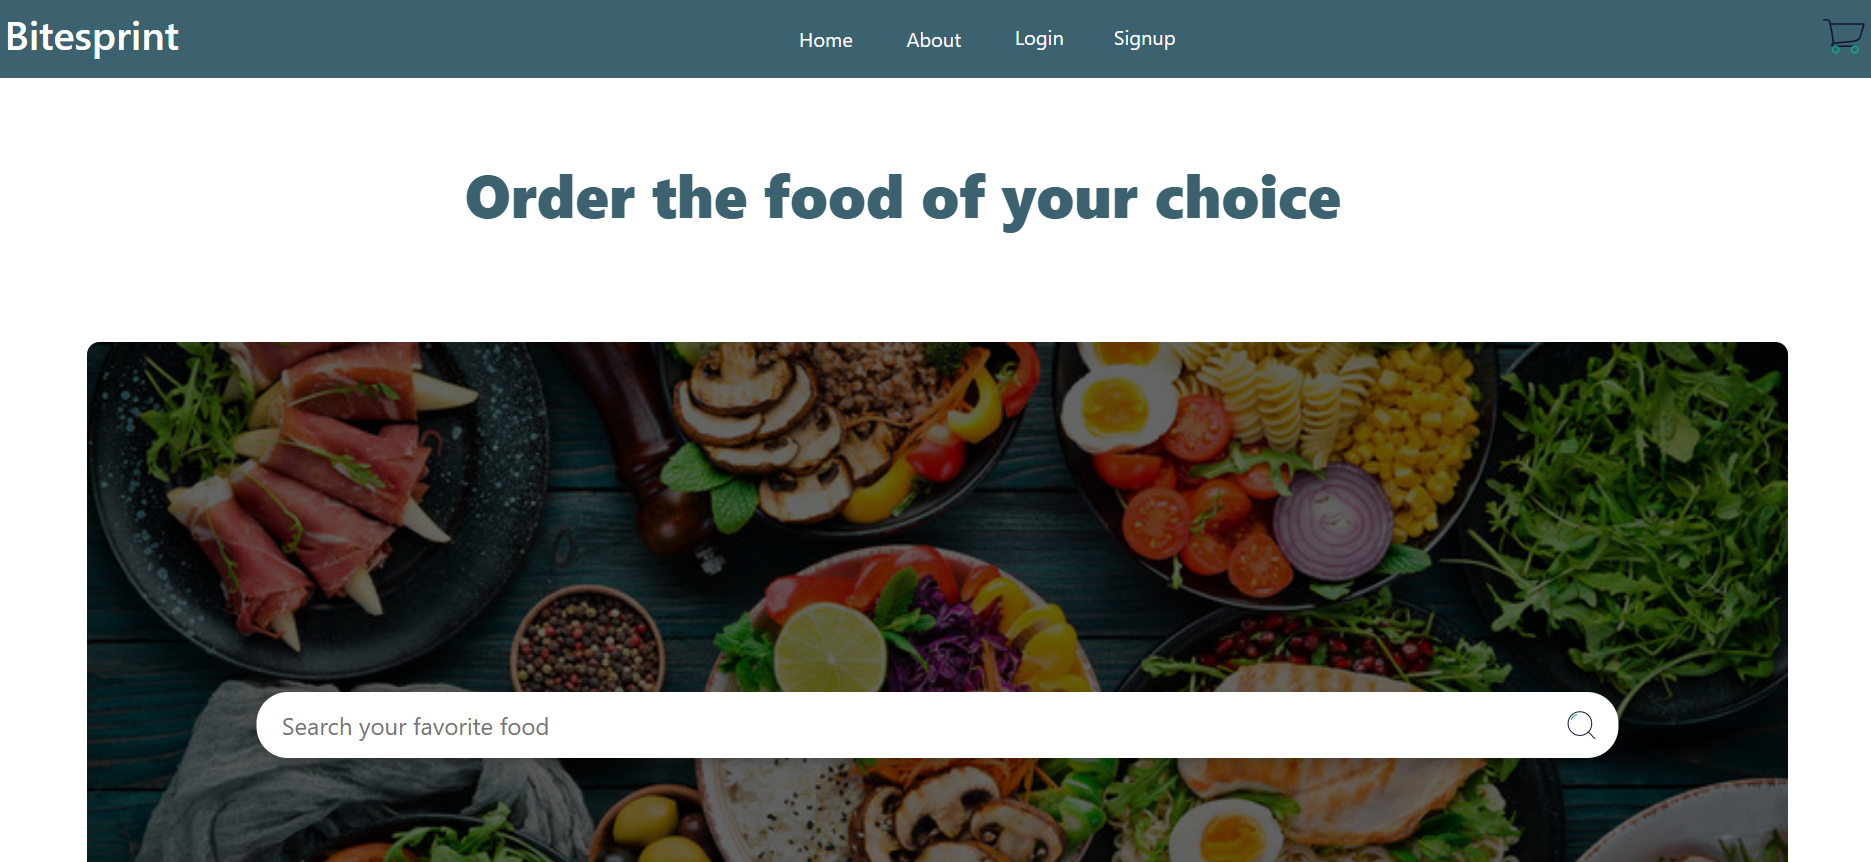 Bitesprint
Home About Login Signup
Order the food of your choice
Search your favorite food